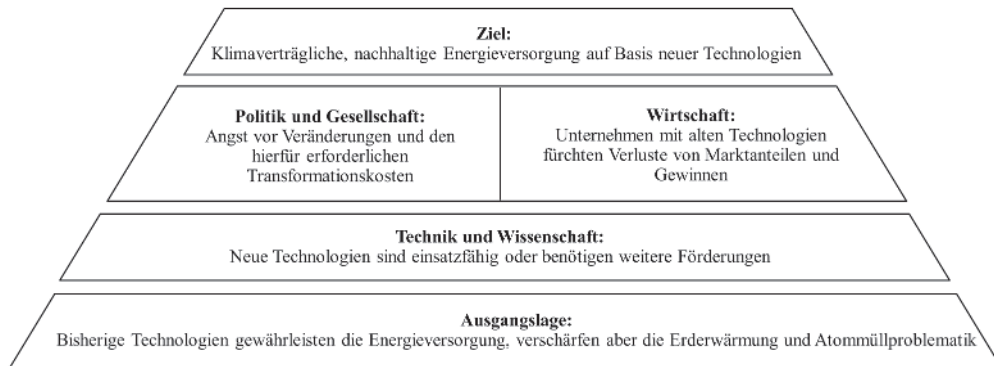 Ziel:
Klimaverträgliche, nachhaltige Energieversorgung auf Basis neuer Technologien
Politik und Gesellschaft:
Angst vor Veränderungen und den
hierfür erforderlichen
Transformationskosten
Wirtschaft:
Unternehmen mit alten Technologien
fürchten Verluste von Marktanteilen und
Gewinnen
Technik und Wissenschaft:
Neue Technologien sind einsatzfähig oder benötigen weitere Förderungen
Ausgangslage:
Bisherige Technologien gewährleisten die Energieversorgung, verschärfen aber die Erderwärmung und Atommüllproblematik